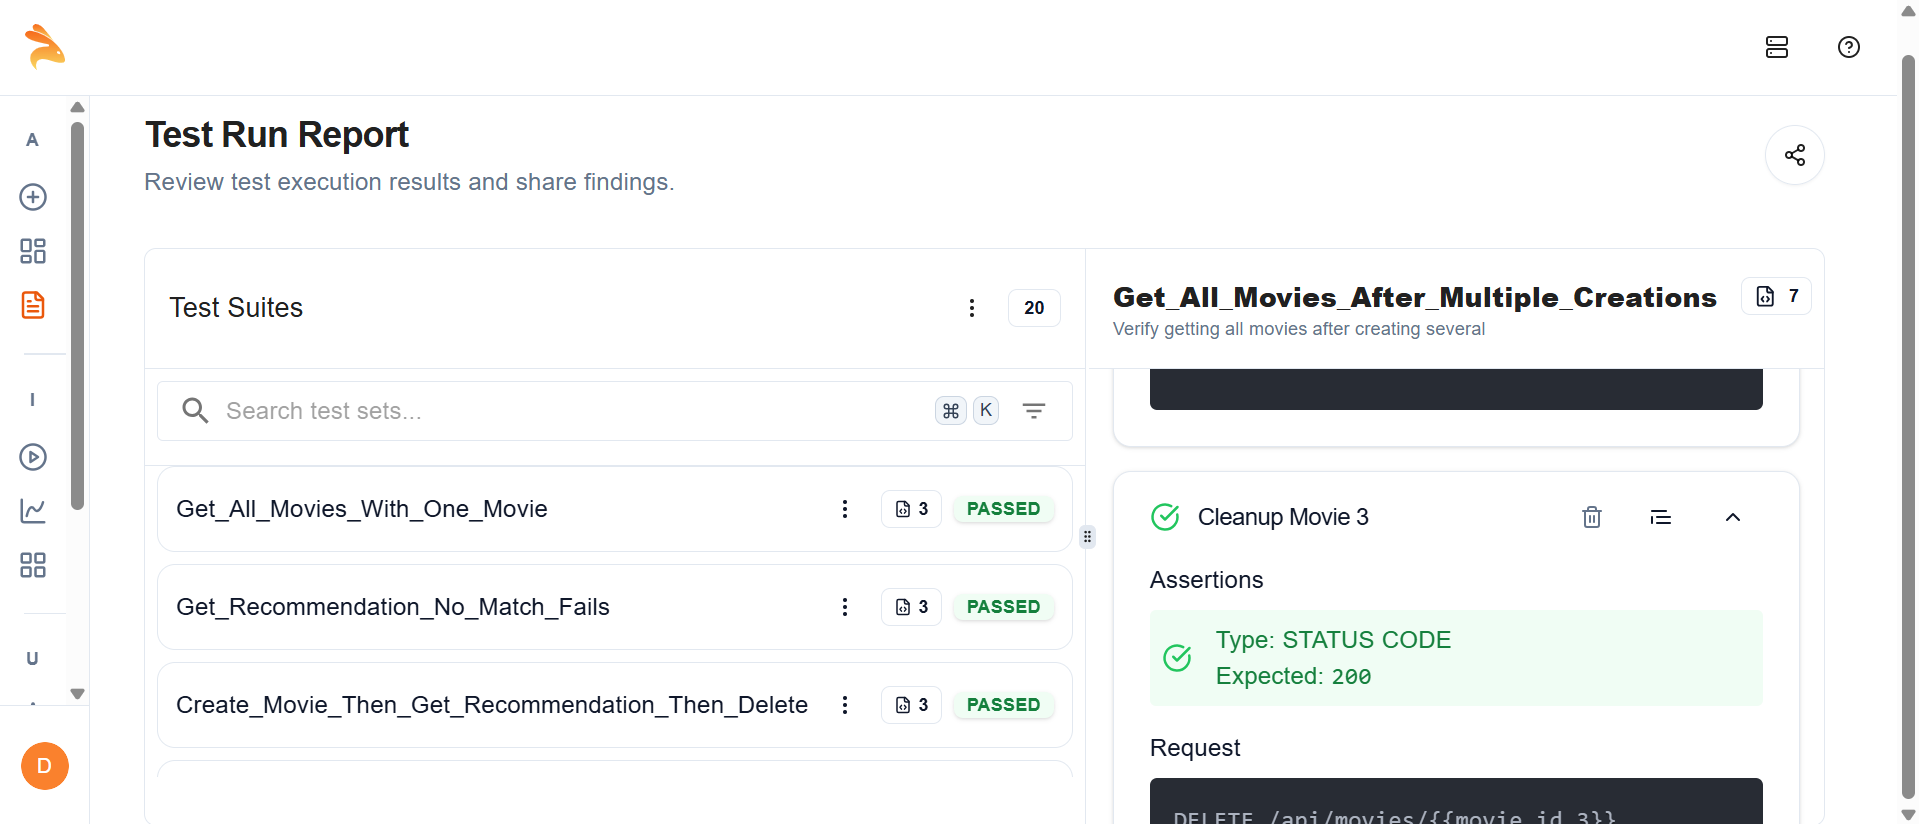 A
I
U
D
Test Run Report
Review test execution results and share findings.
Test Suites
20
Search test sets...
⌘ K
Get_All_Movies_With_One_Movie
3
PASSED
Get_Recommendation_No_Match_Fails
3
PASSED
Create_Movie_Then_Get_Recommendation_Then_Delete
3
PASSED
Get_All_Movies_After_Multiple_Creations
7
Verify getting all movies after creating several
Cleanup Movie 3
Assertions
Type: STATUS CODE
Expected: 200
Request
DELETE /api/movies/{{movie_id_3}}